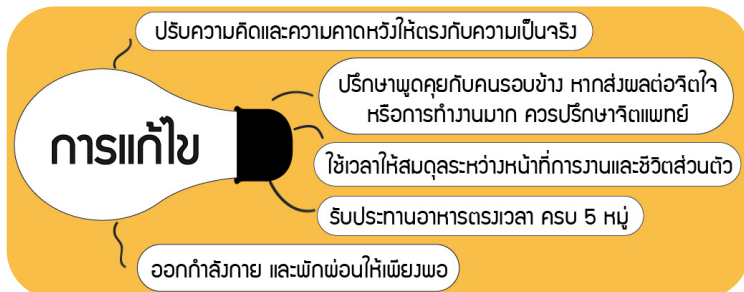 การแก้ไข
ปรับความคิดและความคาดหวังให้ตรงกับความเป็นจริง
ปรึกษาพูดคุยกับคนรอบข้าง หากส่งผลต่อจิตใจ
หรือการทำงานมาก ควรปรึกษาจิตแพทย์
ใช้เวลาให้สมดุลระหว่างหน้าที่การงานและชีวิตส่วนตัว
รับประทานอาหารตรงเวลา ครบ 5 หมู่
ออกกำลังกาย และพักผ่อนให้เพียงพอ